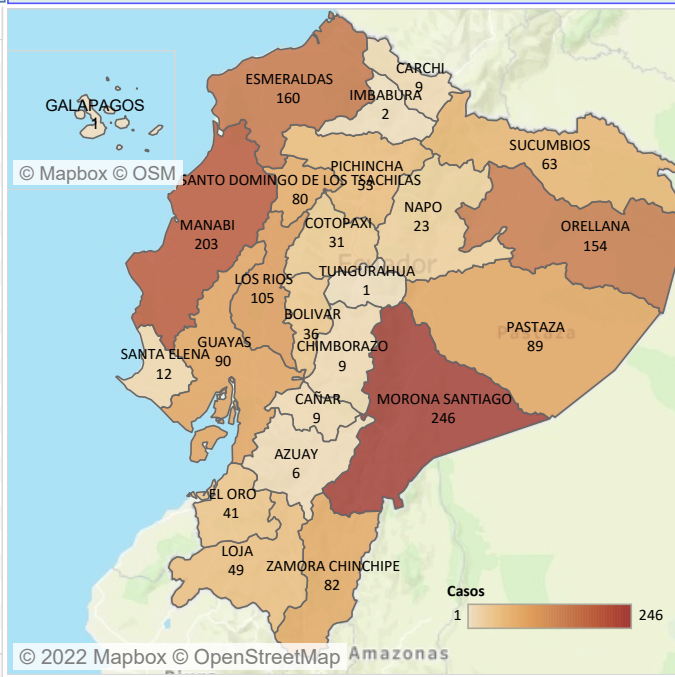 CARCHI
9
ESMERALDAS
160
IMBABURA
2
GALAPAGOS
1
SUCUMBIOS
63
© Mapbox © OSM
PICHINCHA
SANTO DOMINGO DE LOS TSACHILAS
80
NAPO
23
MANABI
203
COTOPAXI
31
ORELLANA
154
Ecuador
TUNGURAHUA
1
LOS RIOS
105
BOLIVAR
36
PASTAZA
Pastaza
89
GUAYAS
90
CHIMBORAZO
9
SANTA ELENA
12
CAÑAR
9
MORONA SANTIAGO
246
AZUAY
6
EL ORO
41
LOJA
49
ZAMORA CHINCHIPE
82
Casos
1 246
© 2022 Mapbox © OpenStreetMap
Amazonas